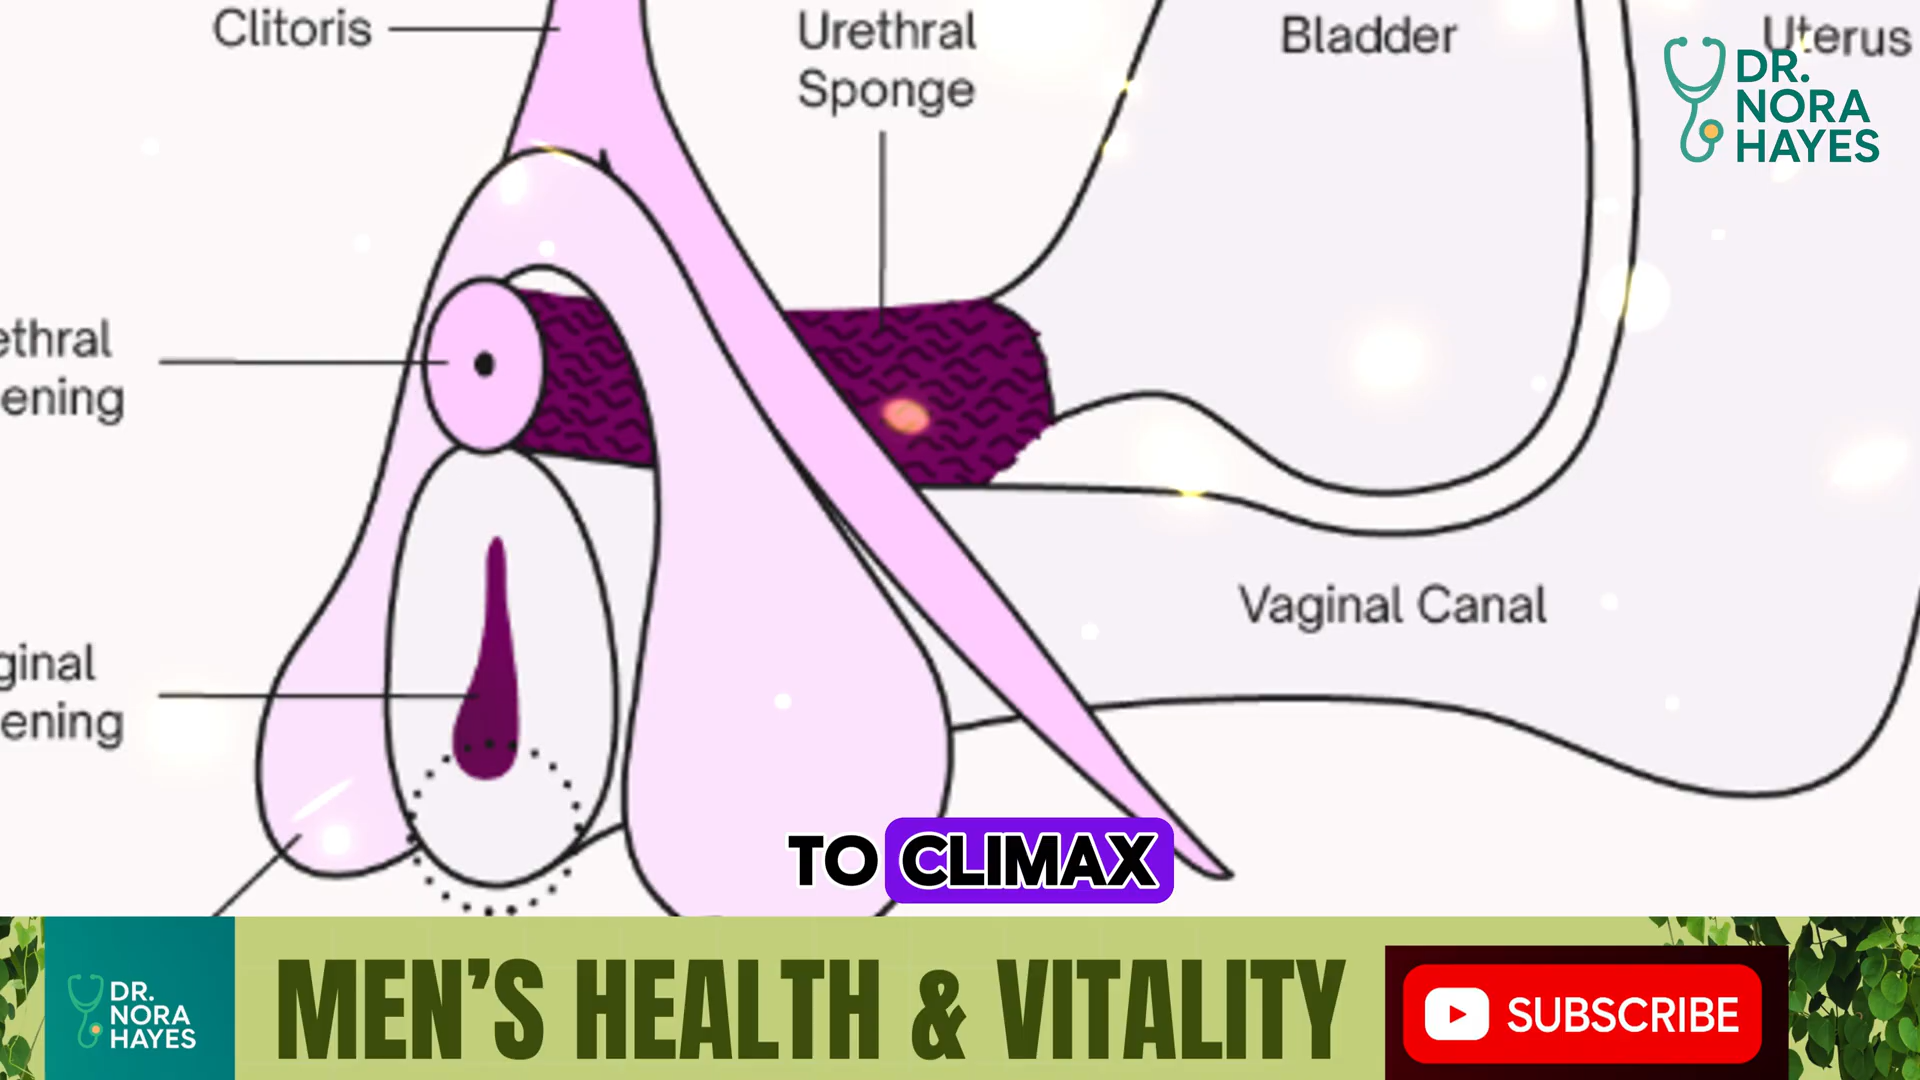 Clitoris
Urethral
Sponge
Bladder
Uterus
DR.
NORA
HAYES
ethral
ening
Vaginal Canal
ginal
ening
TO CLIMAX
DR.
NORA
HAYES
MEN'S HEALTH & VITALITY
SUBSCRIBE